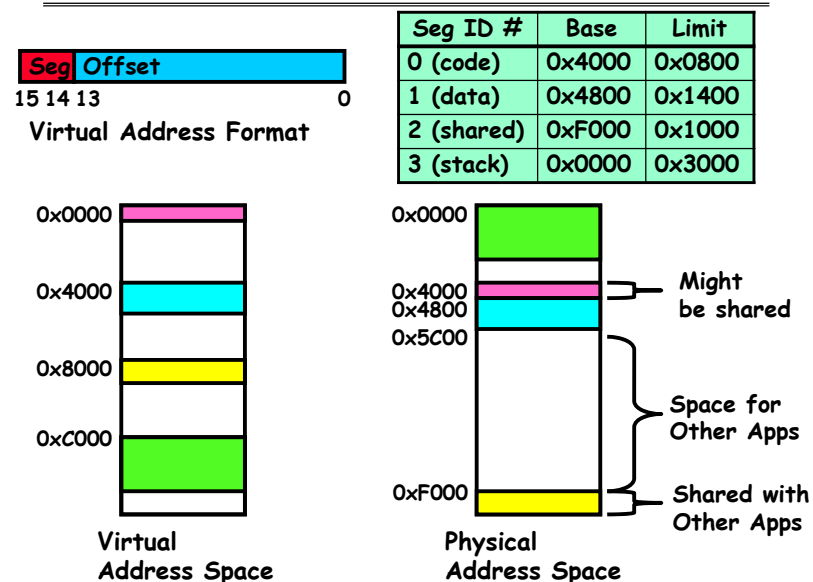 Seg ID # Base Limit
0 (code) 0x4000 0x0800
1 (data) 0x4800 0x1400
2 (shared) 0xF000 0x1000
3 (stack) 0x0000 0x3000
Seg Offset
15 14 13 0
Virtual Address Format
0x0000
0x4000
0x8000
0xC000
Virtual
Address Space
0x0000
0x4000
0x4800
0x5C00
0xF000
Physical
Address Space
Might
be shared
Space for
Other Apps
Shared with
Other Apps